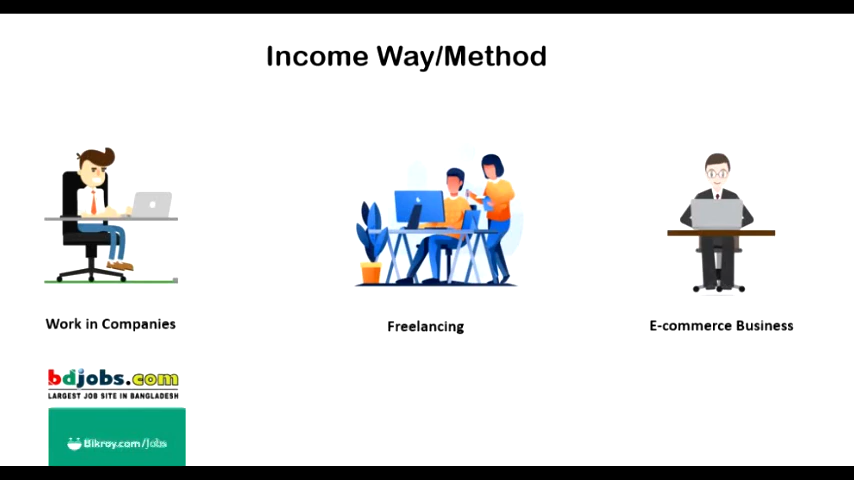 Income Way/Method
Work in Companies
Freelancing
E-commerce Business
bdjobs.com
LARGEST JOB SITE IN BANGLADESH
Bikroy.com/Jobs